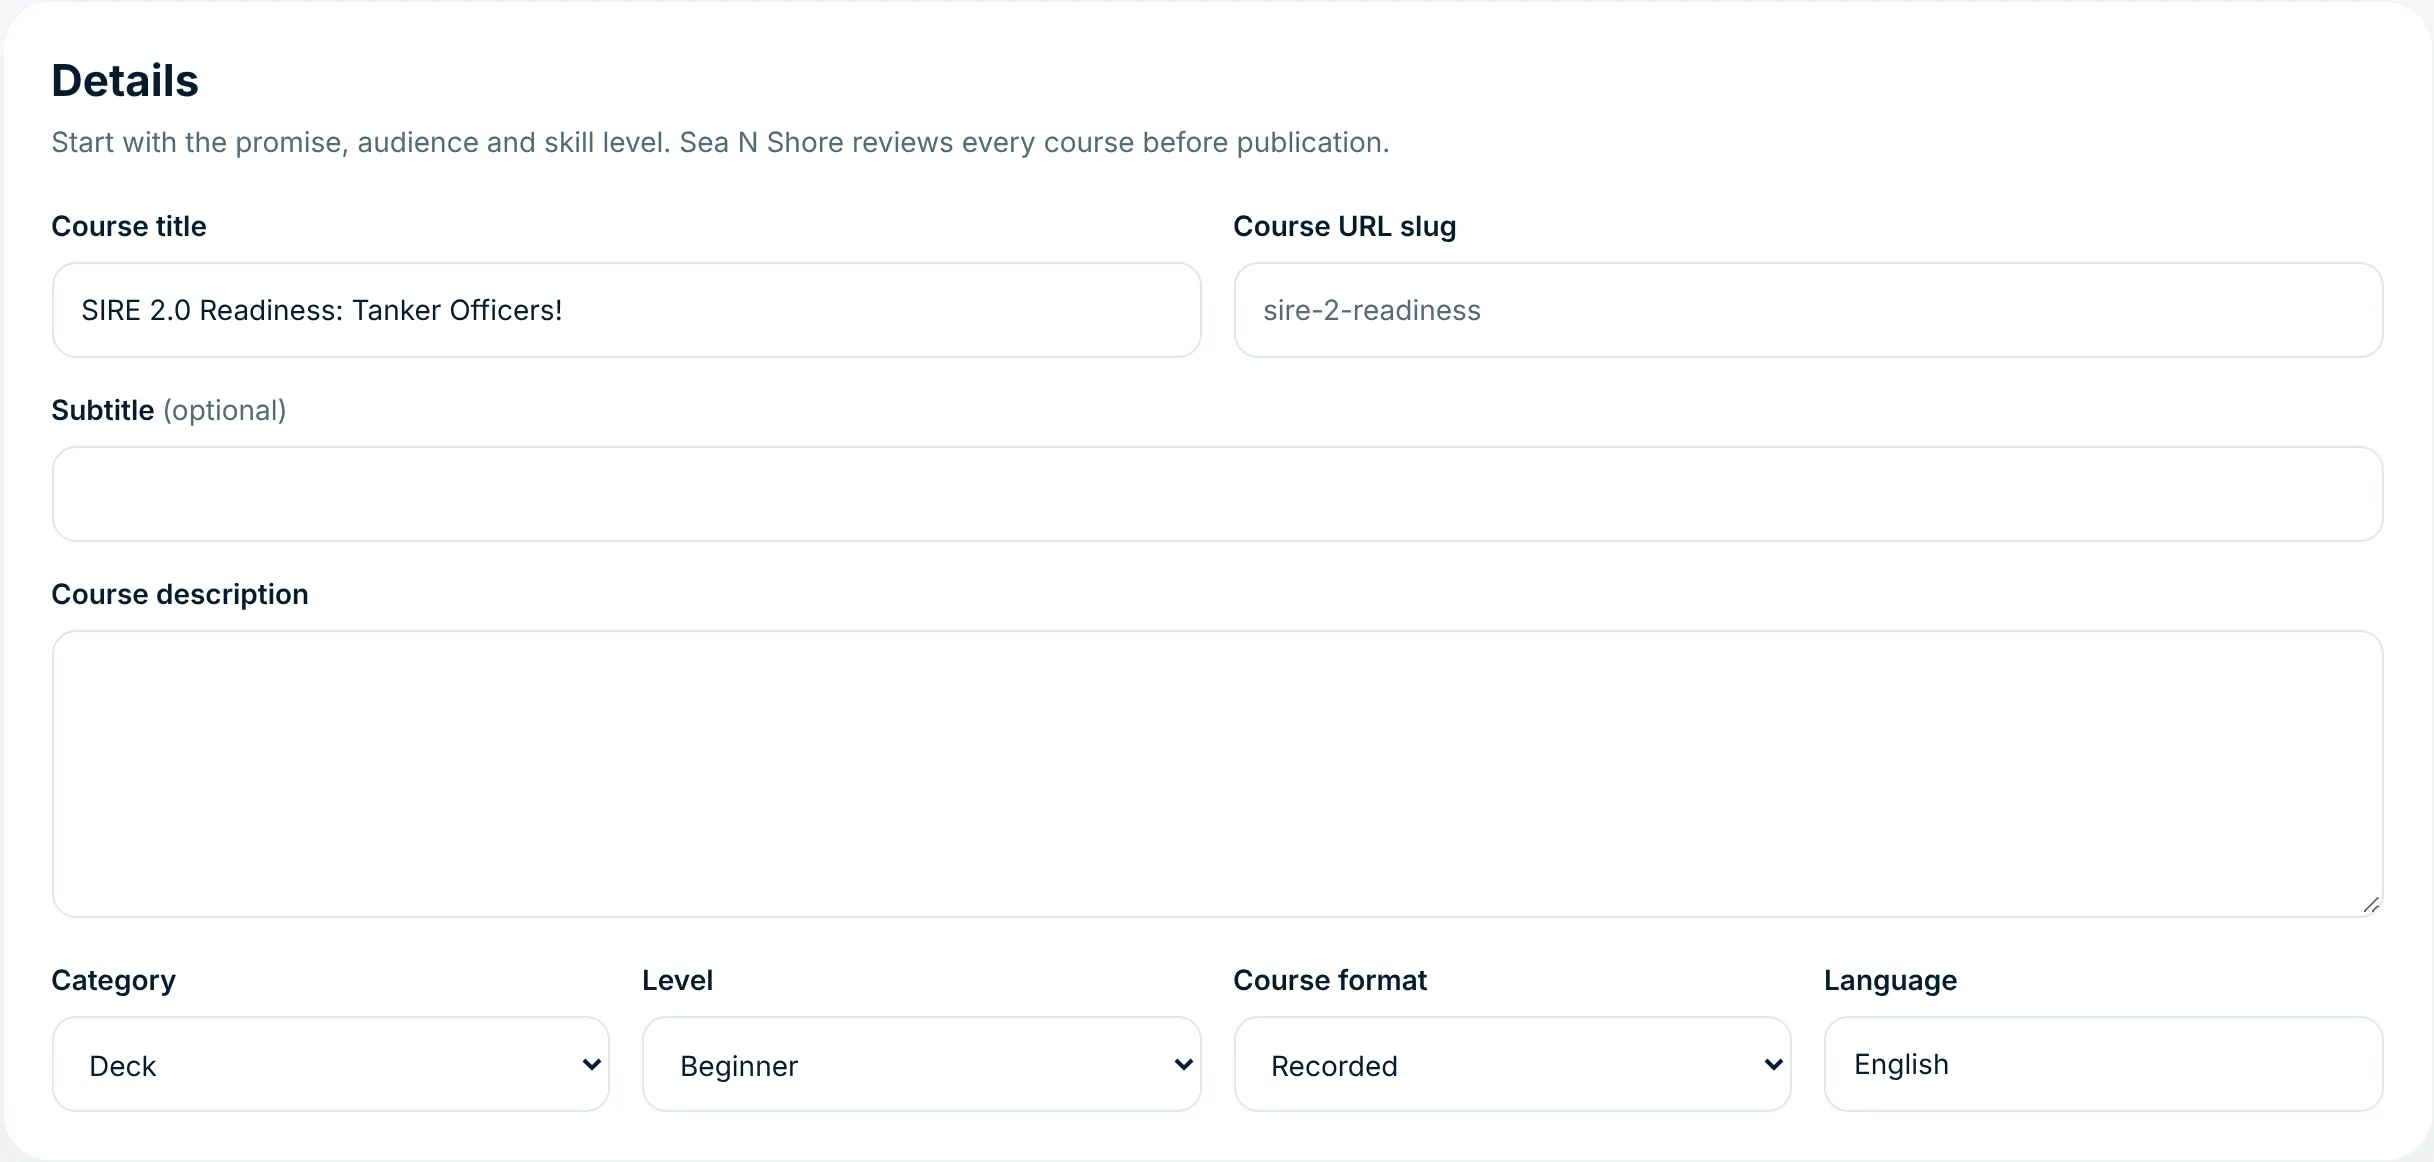 Details
Start with the promise, audience and skill level. Sea N Shore reviews every course before publication.
Course title
Course URL slug
SIRE 2.0 Readiness: Tanker Officers!
sire-2-readiness
Subtitle (optional)
Course description
Category
Level
Course format
Language
Deck
Beginner
Recorded
English